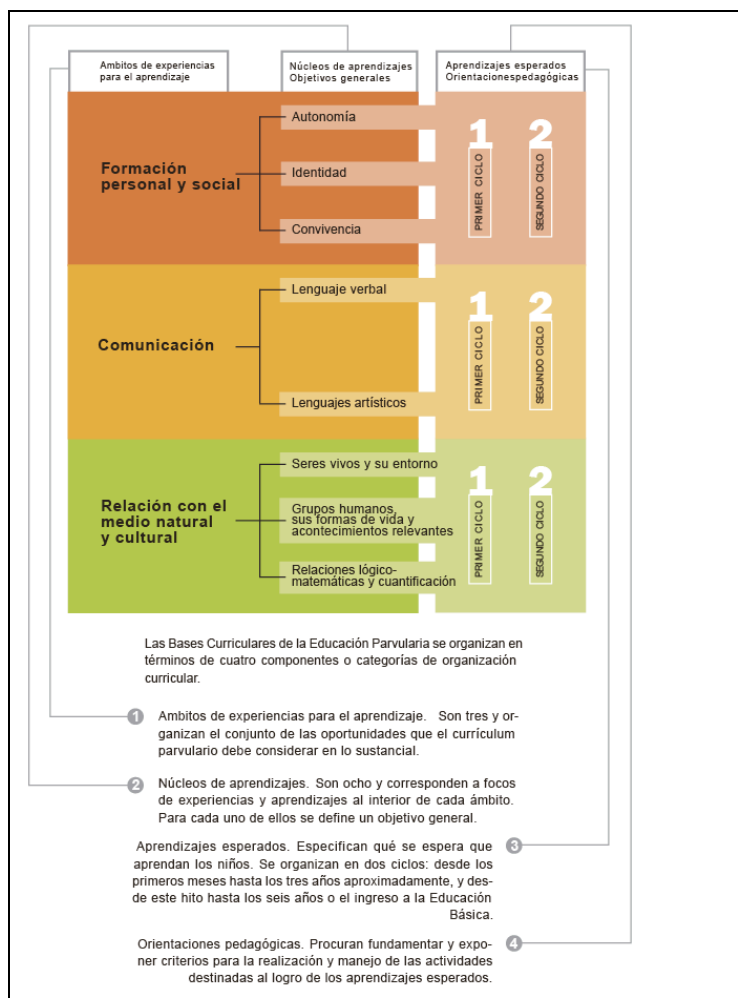 Ambitos de experiencias
para el aprendizaje
Núcleos de aprendizajes
Objetivos generales
Aprendizajes esperados
Orientacionespedagógicas
Formación
personal y social
Autonomía
Identidad
Convivencia
1
PRIMER CICLO
2
SEGUNDO CICLO
Comunicación
Lenguaje verbal
Lenguajes artísticos
1
PRIMER CICLO
2
SEGUNDO CICLO
Relación con el
medio natural
y cultural
Seres vivos y su entorno
Grupos humanos,
sus formas de vida y
acontecimientos relevantes
Relaciones lógico-
matemáticas y cuantificación
1
PRIMER CICLO
2
SEGUNDO CICLO
Las Bases Curriculares de la Educación Parvularia se organizan en
términos de cuatro componentes o categorías de organización
curricular.
1 Ambitos de experiencias para el aprendizaje. Son tres y or-
ganizan el conjunto de las oportunidades que el currículum
parvulario debe considerar en lo sustancial.
2 Núcleos de aprendizajes. Son ocho y corresponden a focos
de experiencias y aprendizajes al interior de cada ámbito.
Para cada uno de ellos se define un objetivo general.
Aprendizajes esperados. Especifican qué se espera que 3
aprendan los niños. Se organizan en dos ciclos: desde los
primeros meses hasta los tres años aproximadamente, y des-
de este hito hasta los seis años o el ingreso a la Educación
Básica.
Orientaciones pedagógicas. Procuran fundamentar y expo- 4
ner criterios para la realización y manejo de las actividades
destinadas al logro de los aprendizajes esperados.